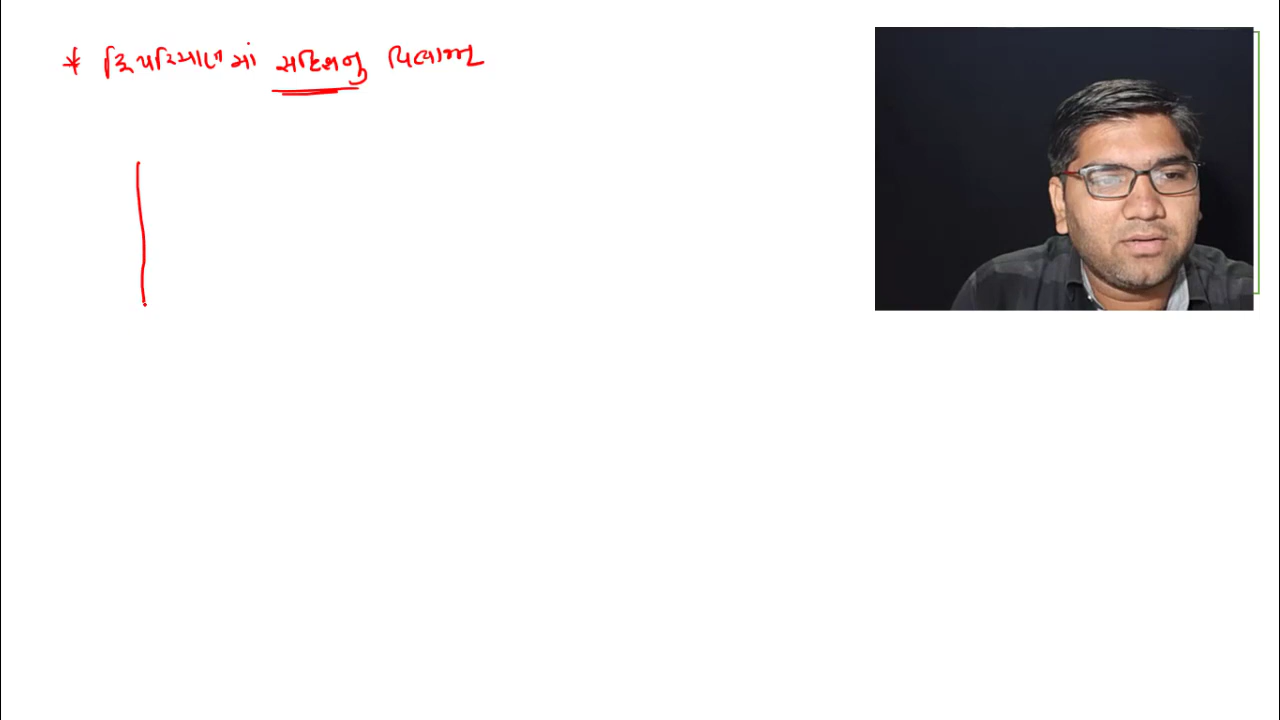 * દ્વિપરિમાણમાં સદિશનુ વિભાજન